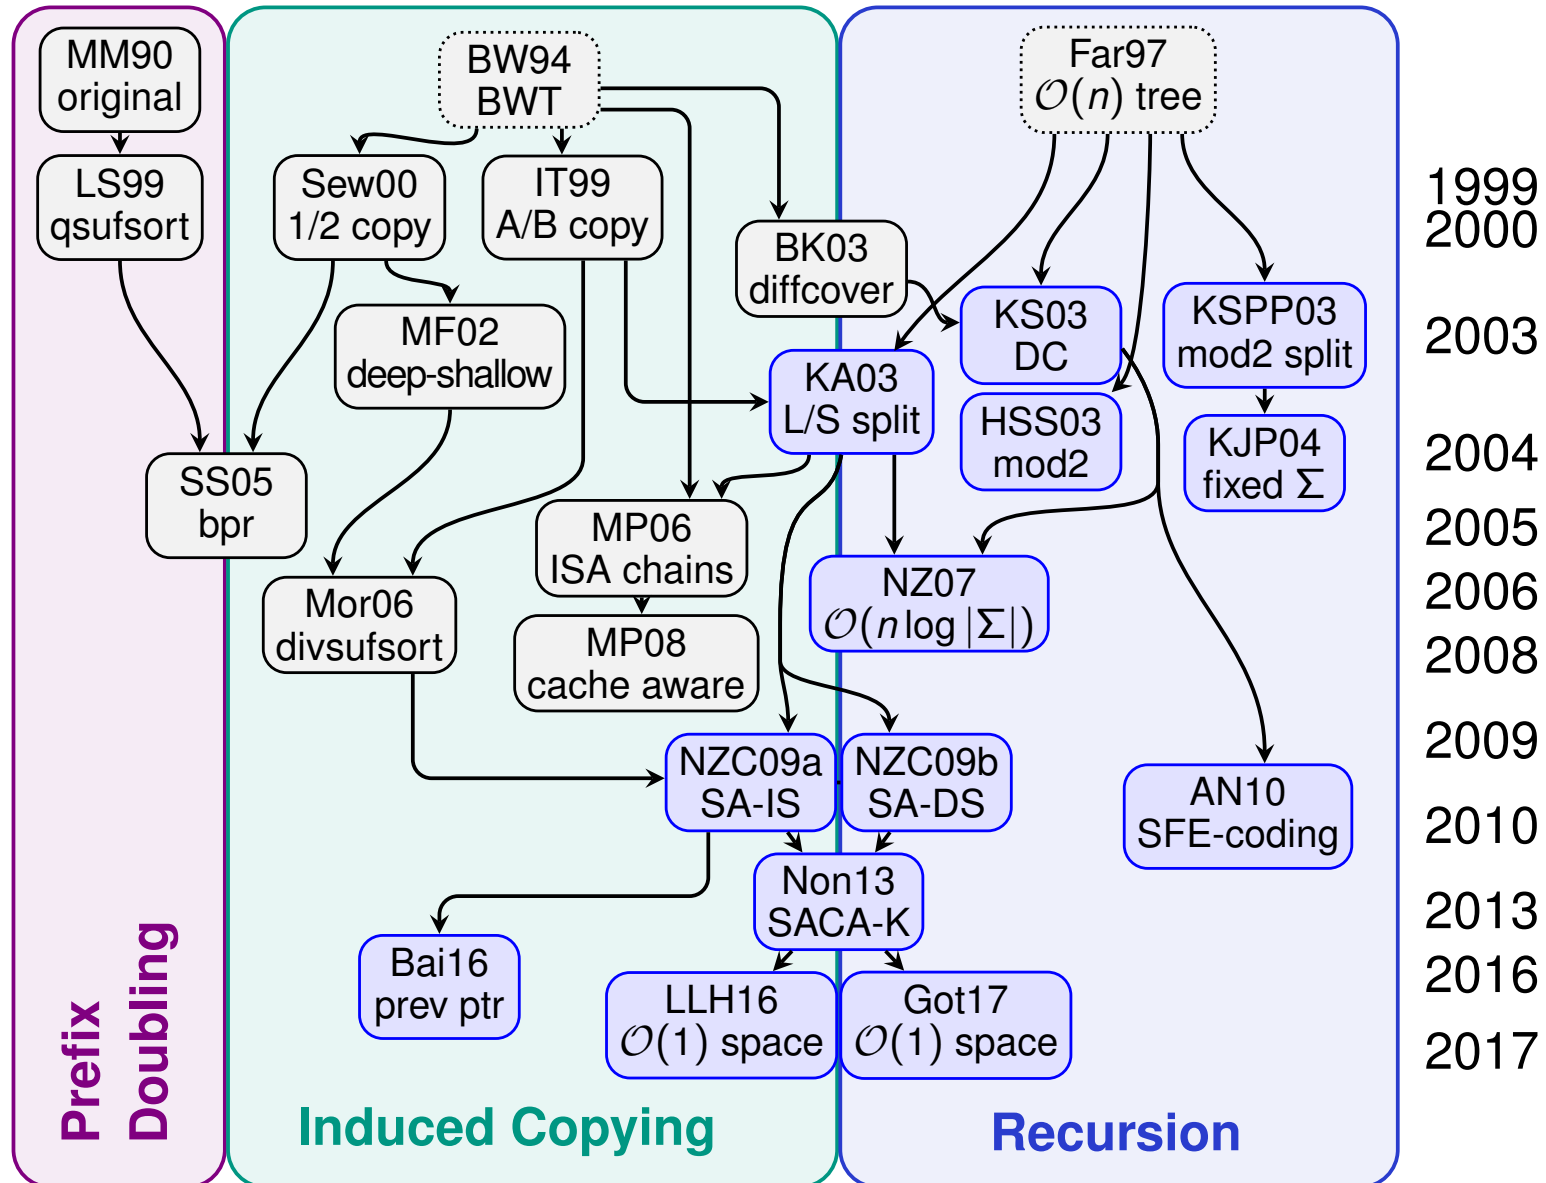 MM90
original
BW94
BWT
Far97
𝒪(n) tree
LS99
qsufsort
Sew00
1/2 copy
IT99
A/B copy
BK03
diffcover
1999
2000
MF02
deep-shallow
KA03
L/S split
KS03
DC
KSPP03
mod2 split
2003
HSS03
mod2
KJP04
fixed Σ
2004
SS05
bpr
MP06
ISA chains
2005
Mor06
divsufsort
NZ07
𝒪(n log |Σ|)
2006
MP08
cache aware
2008
NZC09a
SA-IS
NZC09b
SA-DS
2009
AN10
SFE-coding
2010
Non13
SACA-K
2013
Bai16
prev ptr
2016
LLH16
𝒪(1) space
Got17
𝒪(1) space
2017
Prefix
Doubling
Induced Copying
Recursion